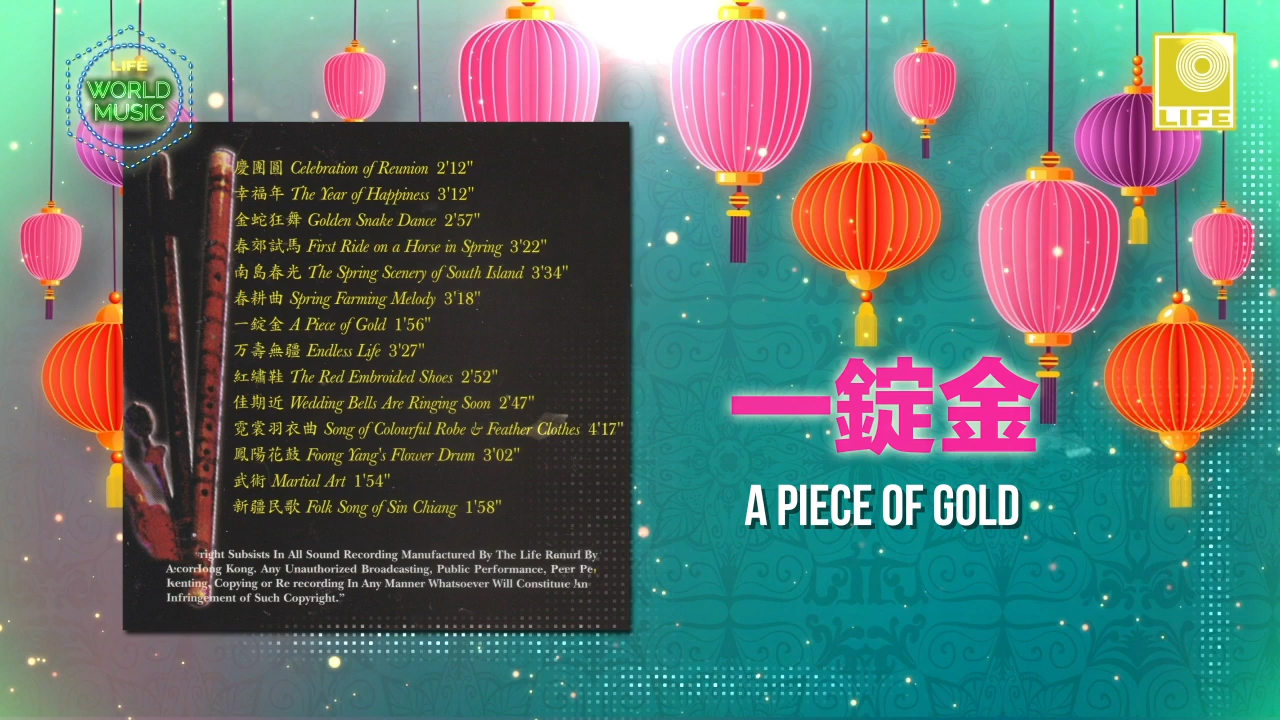 LIFE
WORLD
MUSIC
LIFE
慶團圓 Celebration of Reunion 2'12"
幸福年 The Year of Happiness 3'12"
金蛇狂舞 Golden Snake Dance 2'57"
春郊試馬 First Ride on a Horse in Spring 3'22"
南島春光 The Spring Scenery of South Island 3'34"
春耕曲 Spring Farming Melody 3'18"
一錠金 A Piece of Gold 1'56"
万壽無疆 Endless Life 3'27"
紅繡鞋 The Red Embroided Shoes 2'52"
佳期近 Wedding Bells Are Ringing Soon 2'47"
霓裳羽衣曲 Song of Colourful Robe & Feather Clothes 4'17"
鳳陽花鼓 Foong Yang's Flower Drum 3'02"
武術 Martial Art 1'54"
新疆民歌 Folk Song of Sin Chiang 1'58"
right Subsists In All Sound Recording Manufactured By The Life By
Kong. Any Unauthorized Broadcasting, Public Performance,
Copying or Re recording In Any Manner Whatsoever Will Constitute An
Infringement of Such Copyright."
一錠金
A PIECE OF GOLD